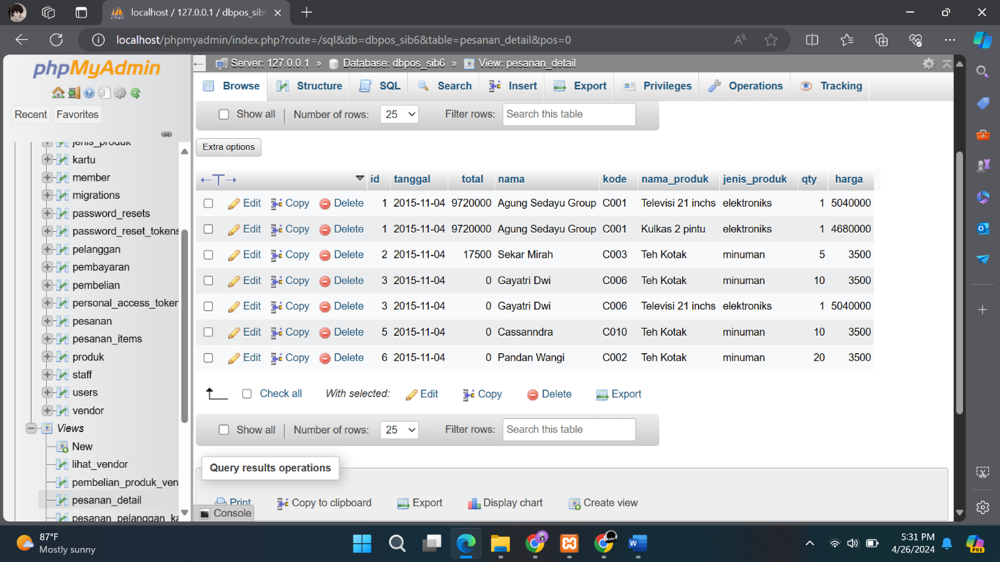 localhost / 127.0.0.1 / dbpos_sib6
localhost/phpmyadmin/index.php?route=/sql&db=dbpos_sib6&table=pesanan_detail&pos=0
phpMyAdmin
Recent Favorites
jenis_produk
kartu
member
migrations
password_resets
password_reset_tokens
pelanggan
pembayaran
pembelian
personal_access_token
pesanan
pesanan_items
produk
staff
users
vendor
Views
New
lihat_vendor
pembelian_produk_ven
pesanan_detail
pesanan_pelanggan_ka
Server: 127.0.0.1 » Database: dbpos_sib6 » View: pesanan_detail
Browse Structure SQL Search Insert Export Privileges Operations Tracking
Show all | Number of rows: 25 Filter rows: Search this table
Extra options
←T→ id tanggal total nama kode nama_produk jenis_produk qty harga
Edit Copy Delete 1 2015-11-04 9720000 Agung Sedayu Group C001 Televisi 21 inchs elektroniks 1 5040000
Edit Copy Delete 1 2015-11-04 9720000 Agung Sedayu Group C001 Kulkas 2 pintu elektroniks 1 4680000
Edit Copy Delete 2 2015-11-04 17500 Sekar Mirah C003 Teh Kotak minuman 5 3500
Edit Copy Delete 3 2015-11-04 0 Gayatri Dwi C006 Teh Kotak minuman 10 3500
Edit Copy Delete 3 2015-11-04 0 Gayatri Dwi C006 Televisi 21 inchs elektroniks 1 5040000
Edit Copy Delete 5 2015-11-04 0 Cassanndra C010 Teh Kotak minuman 10 3500
Edit Copy Delete 6 2015-11-04 0 Pandan Wangi C002 Teh Kotak minuman 20 3500
Check all With selected: Edit Copy Delete Export
Show all | Number of rows: 25 Filter rows: Search this table
Query results operations
Print Copy to clipboard Export Display chart Create view
Console
87°F
Mostly sunny
5:31 PM
4/26/2024
PRE